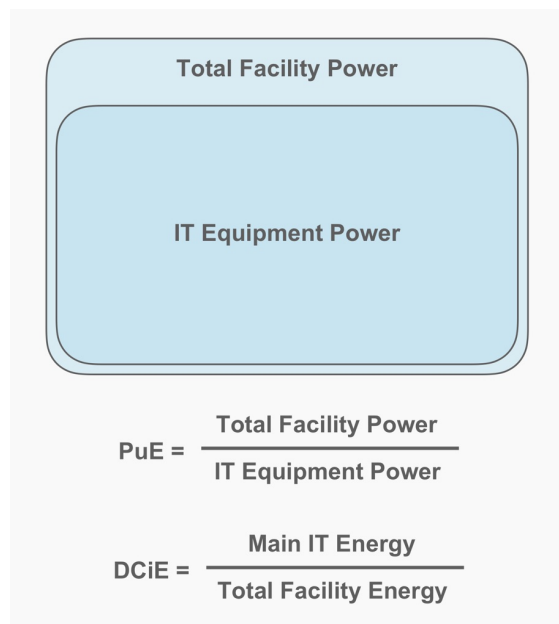 Total Facility Power
IT Equipment Power
PuE =
Total Facility Power
IT Equipment Power
DCiE =
Main IT Energy
Total Facility Energy